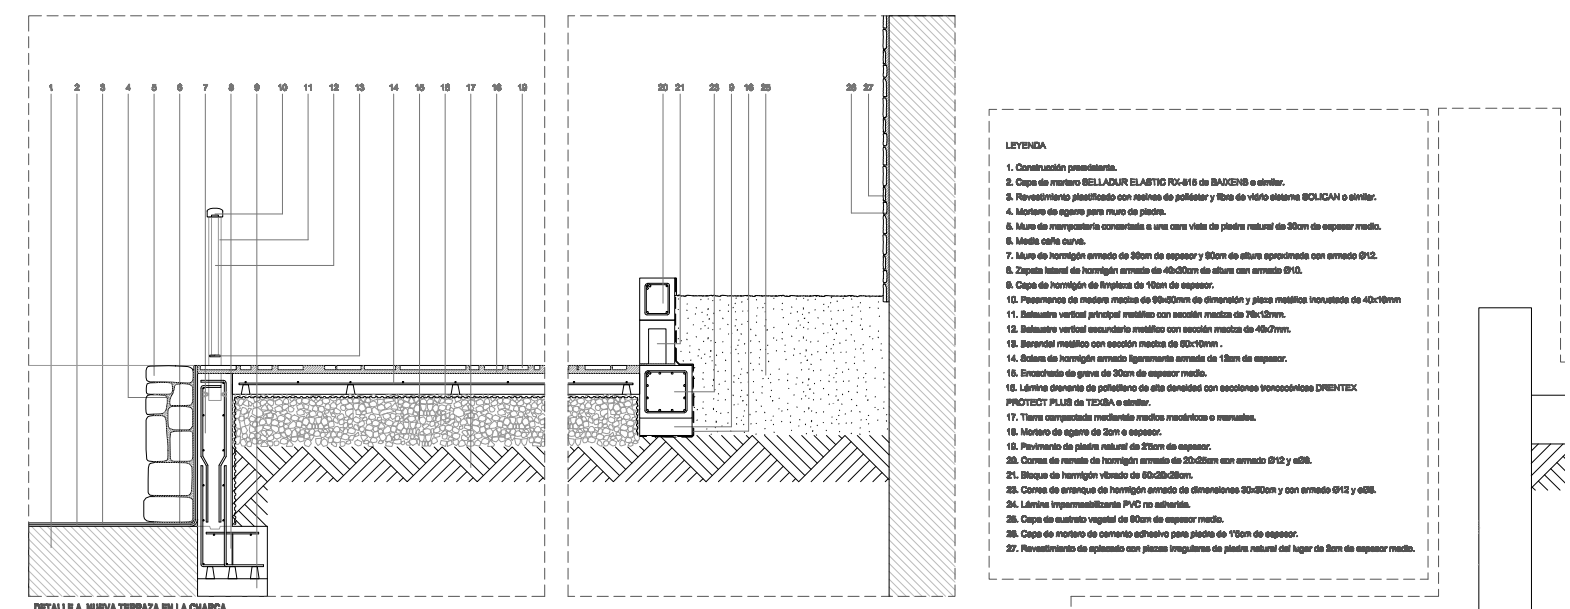 1 2 3 4 5 6 7 8 9 10 11 12 13 14 15 16 17 18 19 20 21 23 9 16 25 26 27
LEYENDA
1. Construcción preexistente.
2. Capa de mortero SELLADUR ELASTIC RX-515 de BAIXENS o similar.
3. Revestimiento plastificado con resinas de poliéster y fibra de vidrio sistema SOLICAN o similar.
4. Mortero de agarre para muro de piedra.
5. Muro de mampostería concertada a una cara vista de piedra natural de 30cm de espesor medio.
6. Media caña curva.
7. Muro de hormigón armado de 30cm de espesor y 90cm de altura aproximada con armado Ø12.
8. Zapata lateral de hormigón armado de 40x30cm de altura con armado Ø10.
9. Capa de hormigón de limpieza de 10cm de espesor.
10. Pasamanos de madera maciza de 90x50mm de dimensión y pieza metálica incrustada de 40x10mm
11. Balaustre vertical principal metálico con sección maciza de 70x12mm.
12. Balaustre vertical secundario metálico con sección maciza de 40x7mm.
13. Barandal metálico con sección maciza de 50x10mm .
14. Solera de hormigón armado ligeramente armada de 12cm de espesor.
15. Encachado de grava de 30cm de espesor medio.
16. Lámina drenante de polietileno de alta densidad con secciones troncocónicas DRENTEX
PROTECT PLUS de TEXSA o similar.
17. Tierra compactada mediante medios mecánicos o manuales.
18. Mortero de agarre de 2cm e espesor.
19. Pavimento de piedra natural de 2'5cm de espesor.
20. Correa de remate de hormigón armado de 20x25cm con armado Ø12 y eØ8.
21. Bloque de hormigón vibrado de 50x20x25cm.
23. Correa de arranque de hormigón armado de dimensiones 30x30cm y con armado Ø12 y eØ8.
24. Lámina impermeabilizante PVC no adherida.
25. Capa de sustrato vegetal de 90cm de espesor medio.
26. Capa de mortero de cemento adhesivo para piedra de 1'5cm de espesor.
27. Revestimiento de aplacado con piezas irregulares de piedra natural del lugar de 3cm de espesor medio.
DETALLE A. NUEVA TERRAZA EN LA CHARCA